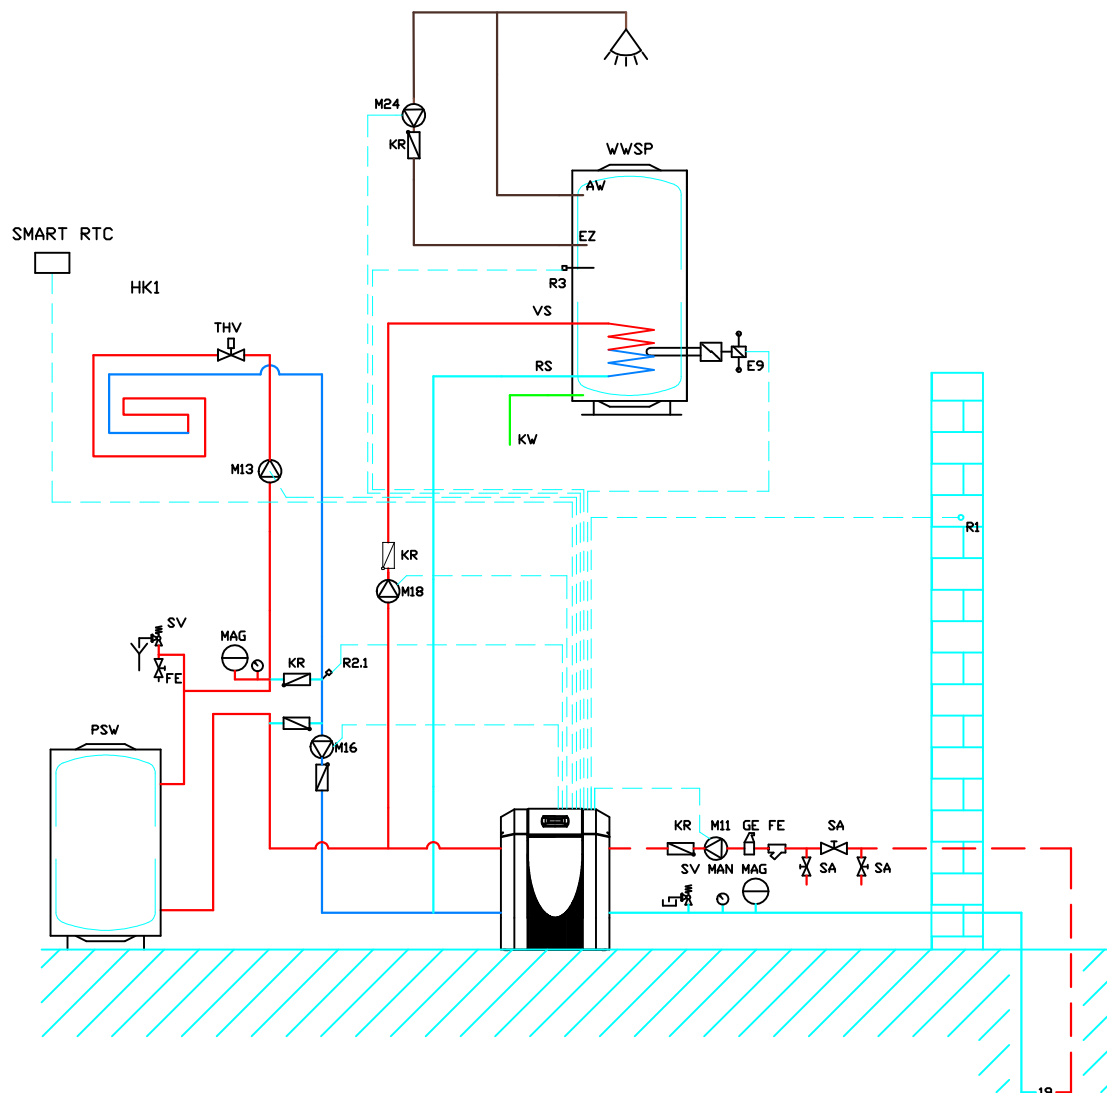 M24
KR
WWSP
AW
EZ
SMART RTC
R3
HK1
VS
THV
RS
E9
KW
M13
R1
KR
M18
SV
MAG
KR
R2.1
FE
PSW
M16
KR
M11
GE
FE
SA
SV
MAN
MAG
SA
SA
19